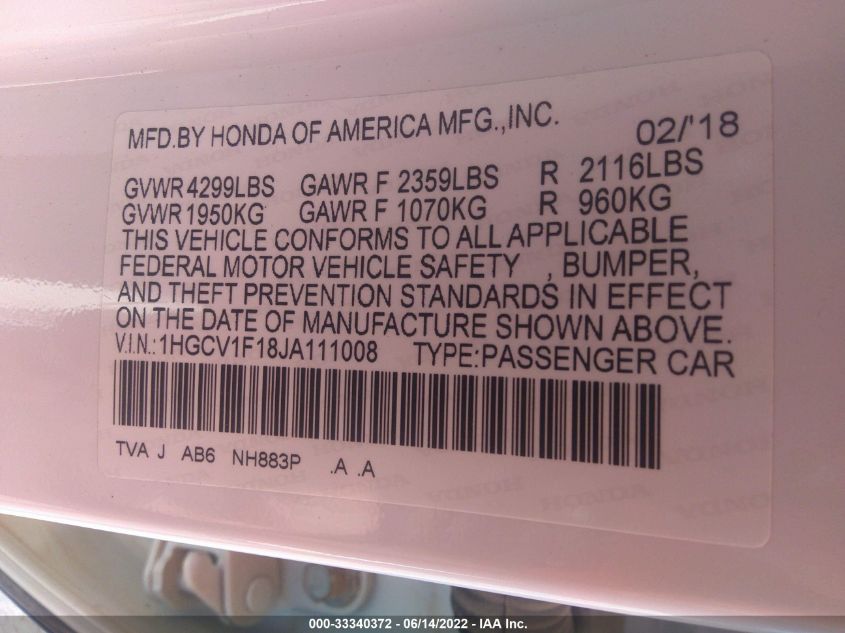 MFD.BY HONDA OF AMERICA MFG.,INC. 02/'18
GVWR 4299LBS GAWR F 2359LBS R 2116LBS
GVWR 1950KG GAWR F 1070KG R 960KG
THIS VEHICLE CONFORMS TO ALL APPLICABLE
FEDERAL MOTOR VEHICLE SAFETY , BUMPER,
AND THEFT PREVENTION STANDARDS IN EFFECT
ON THE DATE OF MANUFACTURE SHOWN ABOVE.
V.I.N.:1HGCV1F18JA111008 TYPE:PASSENGER CAR
TVA J AB6 NH883P .A .A
000-33340372 - 06/14/2022 - IAA Inc.